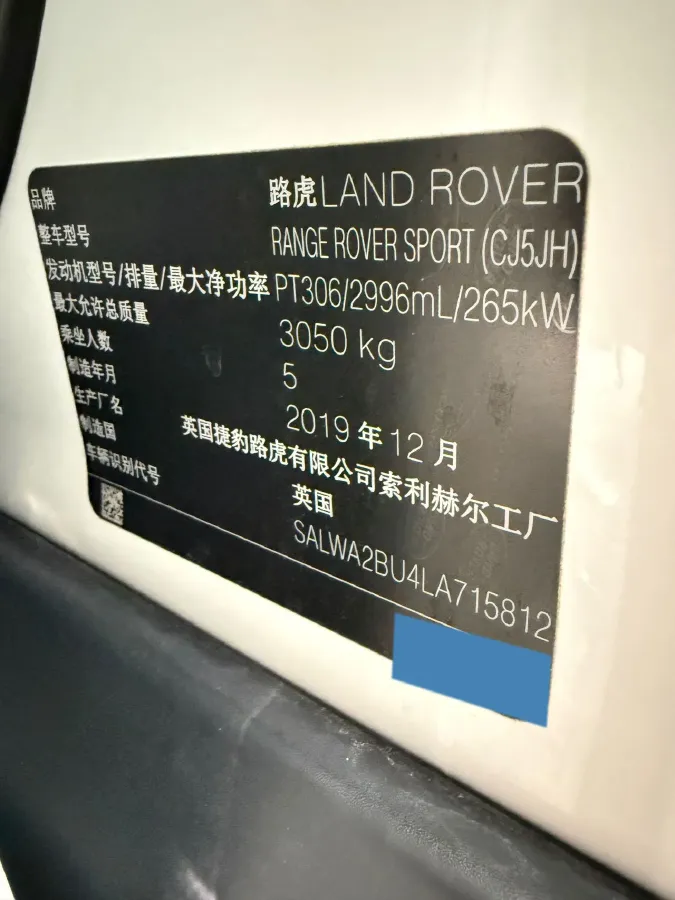 品牌 路虎LAND ROVER
整车型号 RANGE ROVER SPORT (CJ5JH)
发动机型号/排量/最大净功率 PT306/2996mL/265kW
最大允许总质量 3050 kg
乘坐人数 5
制造年月 2019 年 12 月
生产厂名 英国捷豹路虎有限公司索利赫尔工厂
制造国 英国
车辆识别代号 SALWA2BU4LA715812